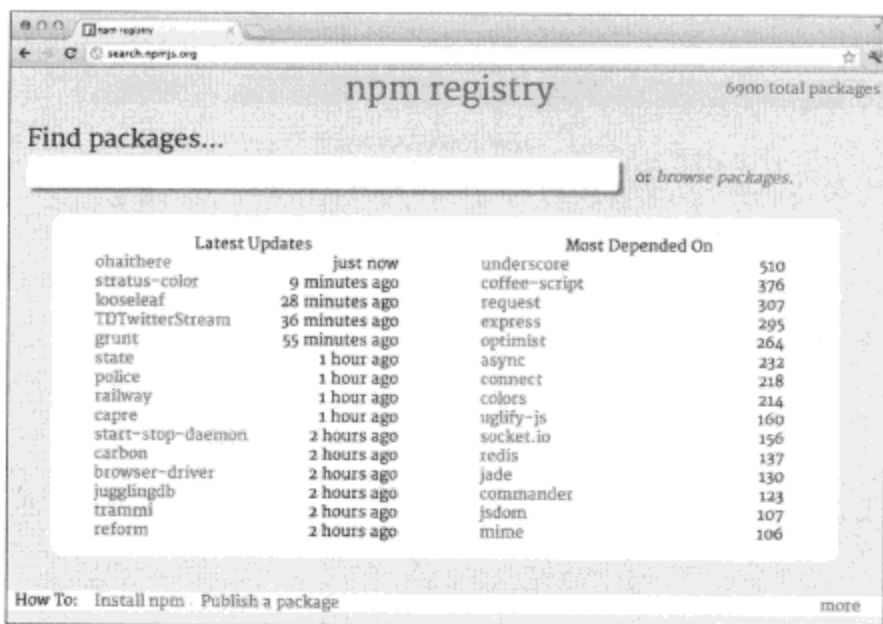 npm registry
search.npmjs.org
npm registry
6900 total packages
Find packages...
or browse packages.
Latest Updates
ohaithere just now
stratus-color 9 minutes ago
looseleaf 28 minutes ago
TDTwitterStream 36 minutes ago
grunt 55 minutes ago
state 1 hour ago
police 1 hour ago
railway 1 hour ago
capre 1 hour ago
start-stop-daemon 2 hours ago
carbon 2 hours ago
browser-driver 2 hours ago
jugglingdb 2 hours ago
trammi 2 hours ago
reform 2 hours ago
Most Depended On
underscore 510
coffee-script 376
request 307
express 295
optimist 264
async 232
connect 218
colors 214
uglify-js 160
socket.io 156
redis 137
jade 130
commander 123
jsdom 107
mime 106
How To: Install npm Publish a package more